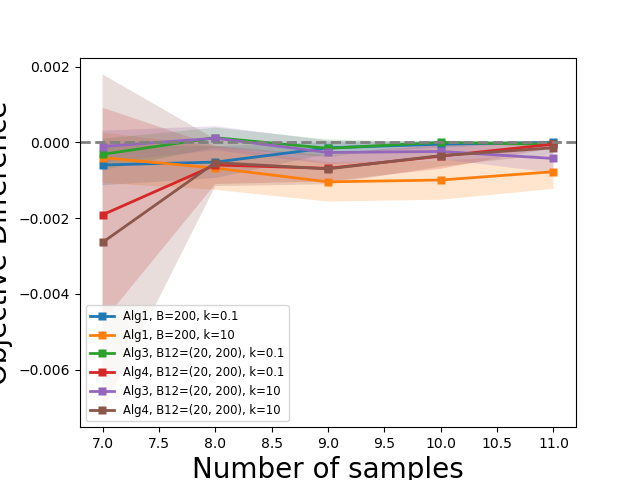 0.002
0.000
−0.002
−0.004
−0.006
Objective Difference
Alg1, B=200, k=0.1
Alg1, B=200, k=10
Alg3, B12=(20, 200), k=0.1
Alg4, B12=(20, 200), k=0.1
Alg3, B12=(20, 200), k=10
Alg4, B12=(20, 200), k=10
7.0 7.5 8.0 8.5 9.0 9.5 10.0 10.5 11.0
Number of samples